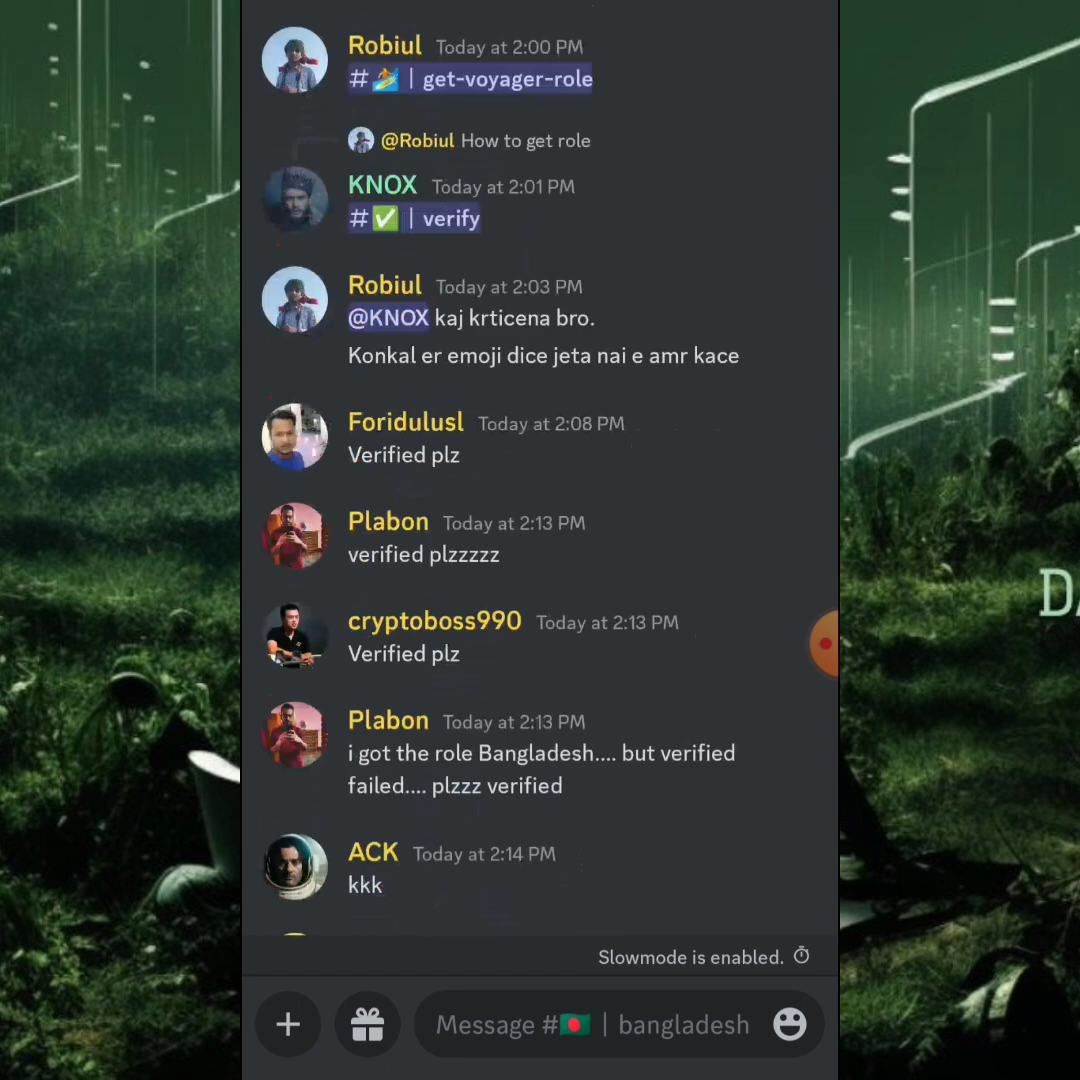 Robiul Today at 2:00 PM
#🏄 | get-voyager-role
@Robiul How to get role
KNOX Today at 2:01 PM
#✅ | verify
Robiul Today at 2:03 PM
@KNOX kaj krticena bro.
Konkal er emoji dice jeta nai e amr kace
Foridulusl Today at 2:08 PM
Verified plz
Plabon Today at 2:13 PM
verified plzzzzz
cryptoboss990 Today at 2:13 PM
Verified plz
Plabon Today at 2:13 PM
i got the role Bangladesh.... but verified
failed.... plzzz verified
ACK Today at 2:14 PM
kkk
Slowmode is enabled.
Message #🇧🇩 | bangladesh